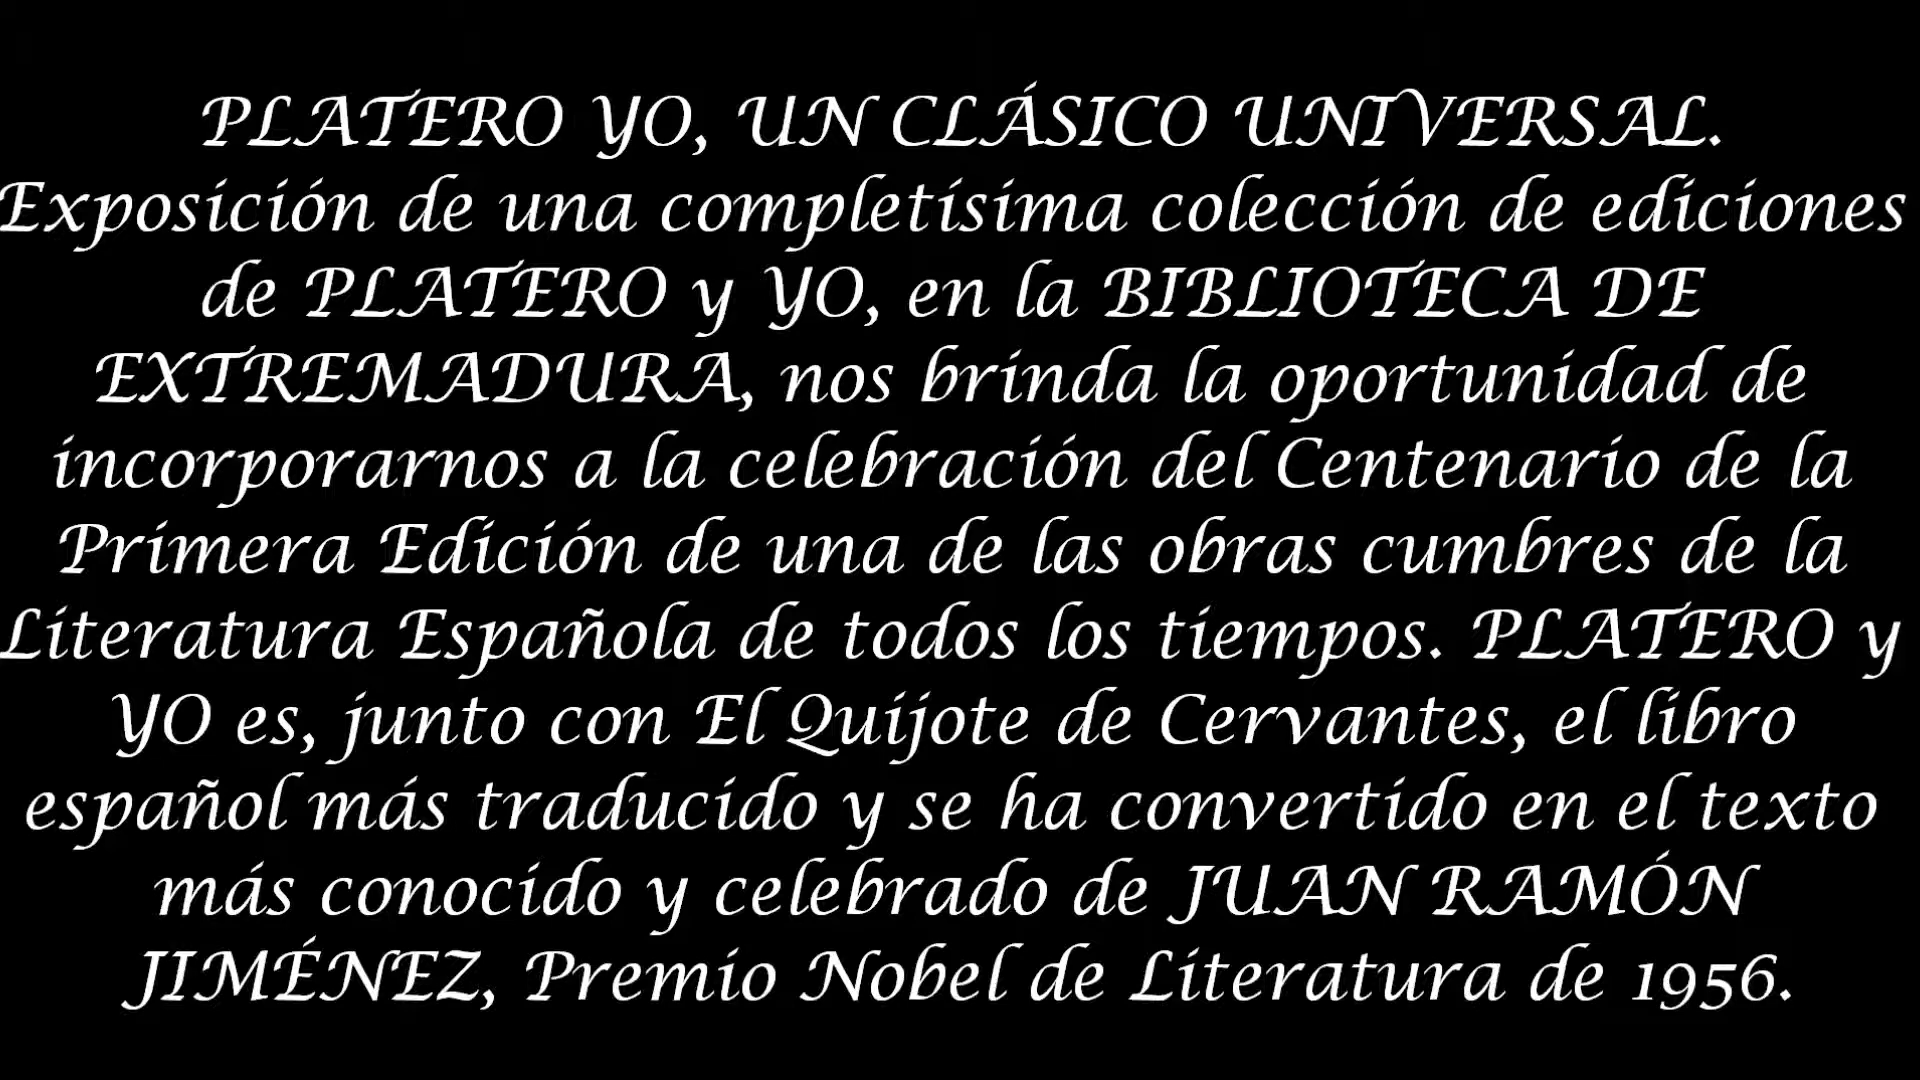 PLATERO YO, UN CLÁSICO UNIVERSAL.
Exposición de una completísima colección de ediciones
de PLATERO y YO, en la BIBLIOTECA DE
EXTREMADURA, nos brinda la oportunidad de
incorporarnos a la celebración del Centenario de la
Primera Edición de una de las obras cumbres de la
Literatura Española de todos los tiempos. PLATERO y
YO es, junto con El Quijote de Cervantes, el libro
español más traducido y se ha convertido en el texto
más conocido y celebrado de JUAN RAMÓN
JIMÉNEZ, Premio Nobel de Literatura de 1956.